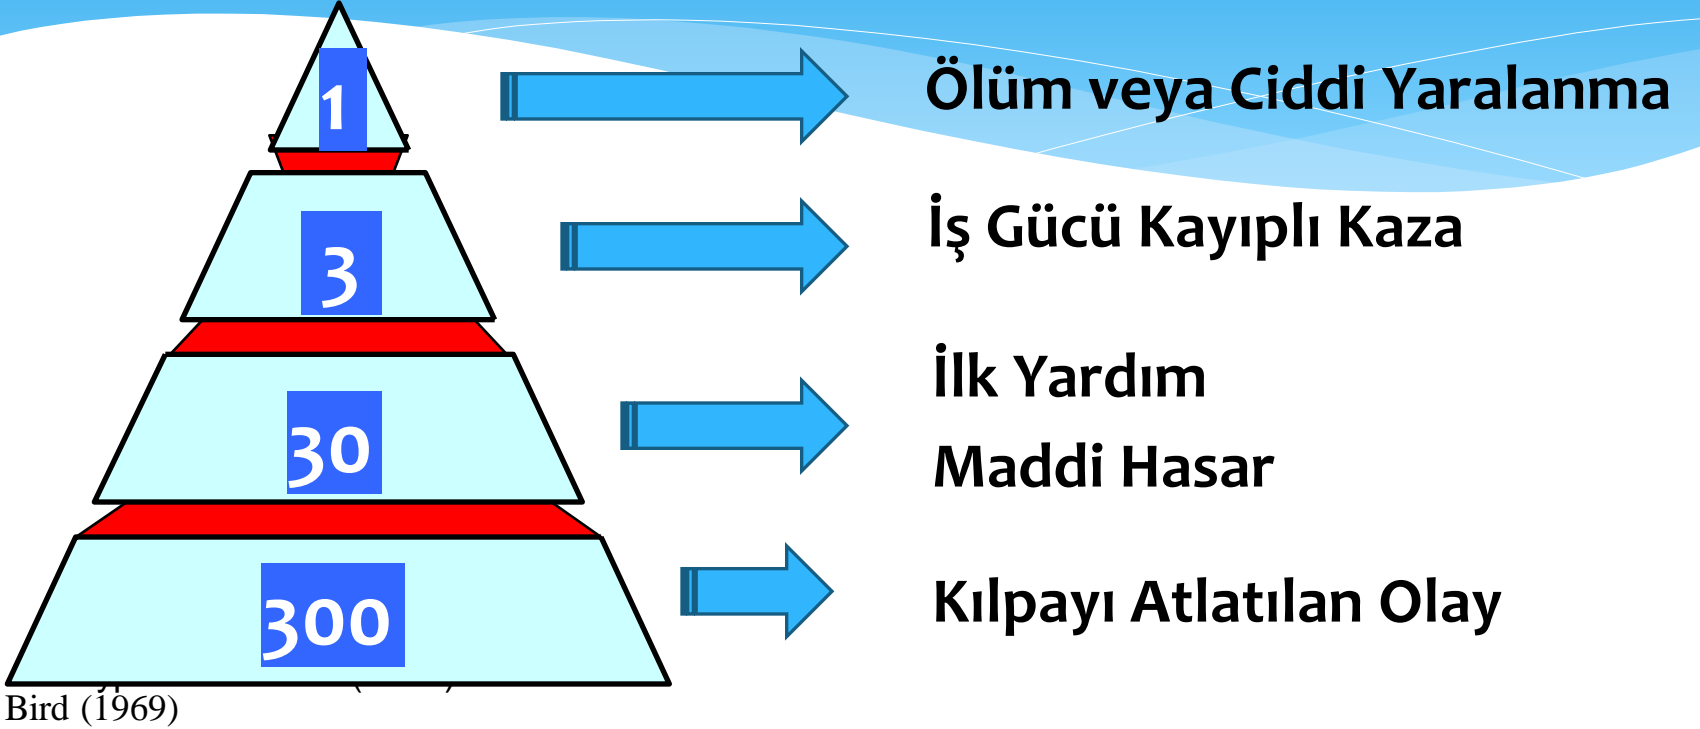 1
Ölüm veya Ciddi Yaralanma
3
İş Gücü Kayıplı Kaza
30
İlk Yardım
Maddi Hasar
300
Kılpayı Atlatılan Olay
Bird (1969)